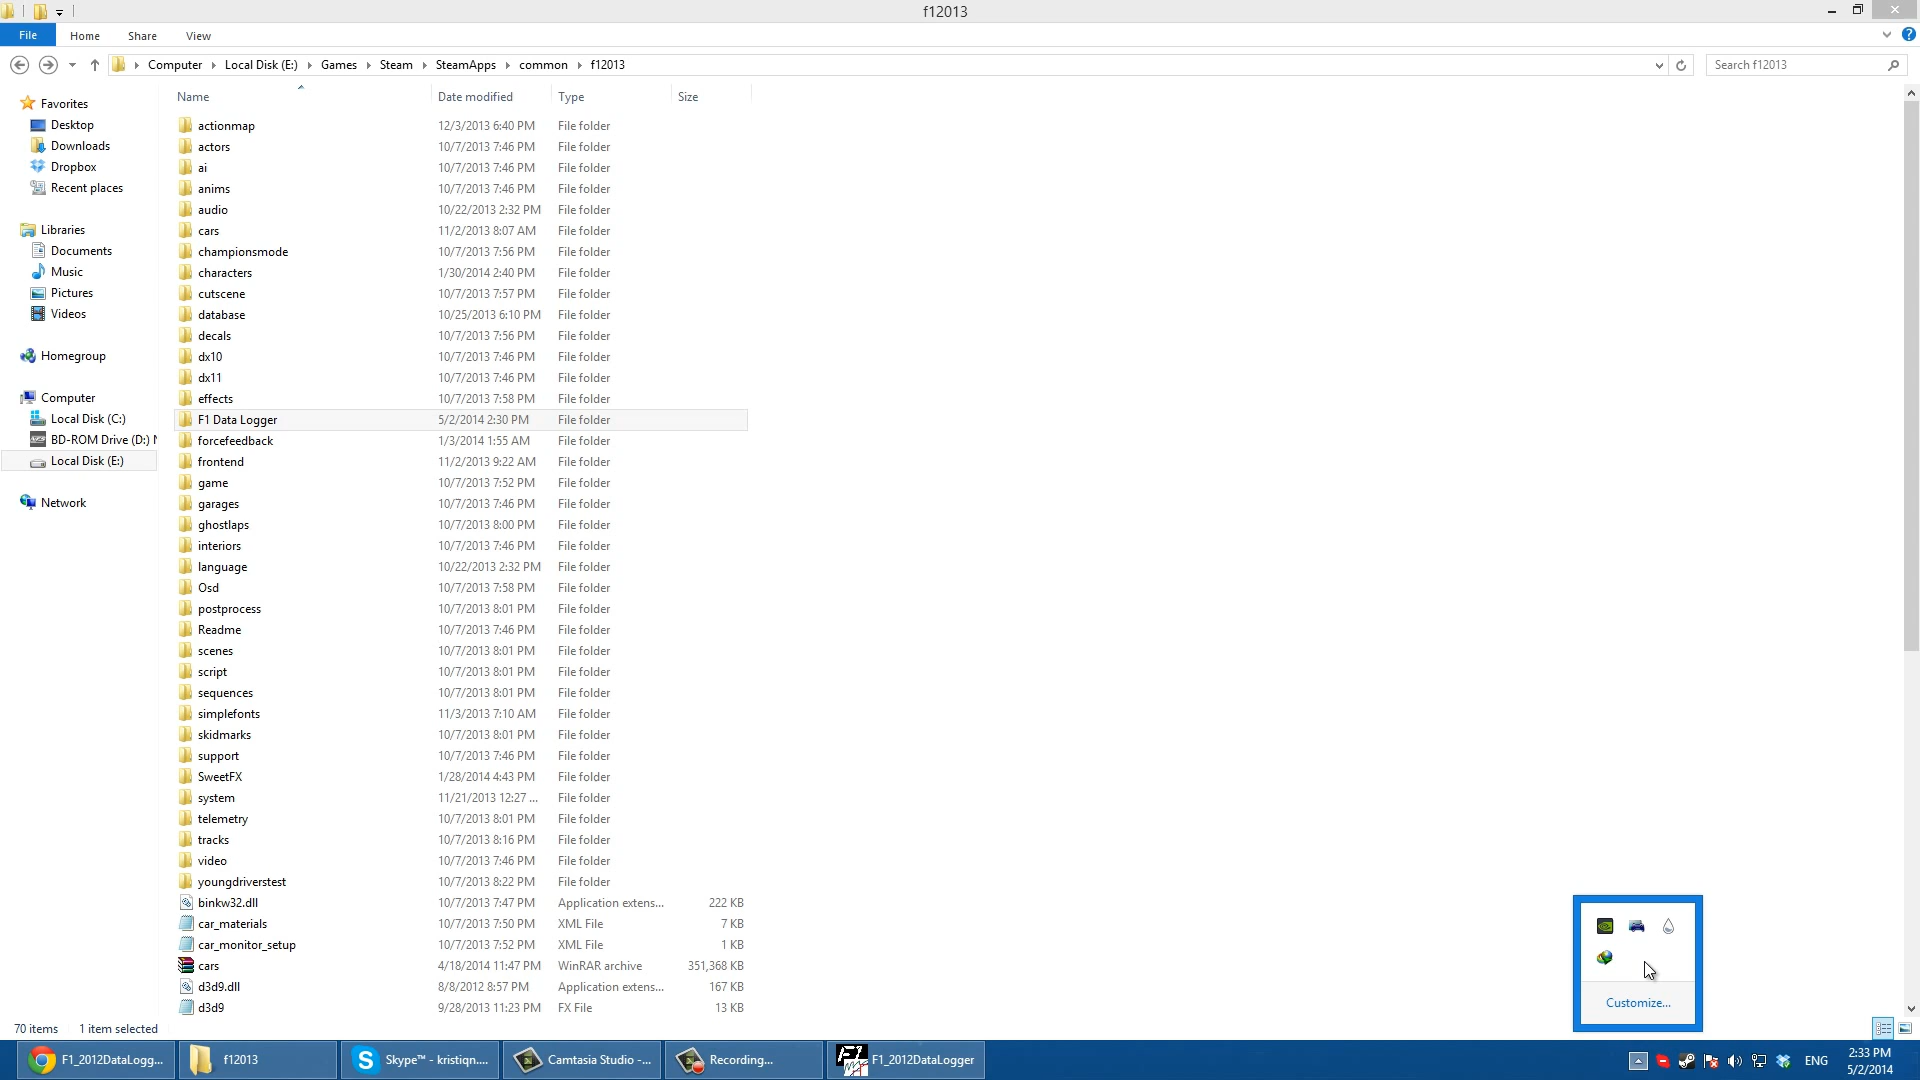 f12013
File Home Share View
Computer Local Disk (E:) Games Steam SteamApps common f12013 Search f12013
Name Date modified Type Size
Favorites
Desktop
Downloads
Dropbox
Recent places
Libraries
Documents
Music
Pictures
Videos
Homegroup
Computer
Local Disk (C:)
BD-ROM Drive (D:)
Local Disk (E:)
Network
actionmap 12/3/2013 6:40 PM File folder
actors 10/7/2013 7:46 PM File folder
ai 10/7/2013 7:46 PM File folder
anims 10/7/2013 7:46 PM File folder
audio 10/22/2013 2:32 PM File folder
cars 11/2/2013 8:07 AM File folder
championsmode 10/7/2013 7:56 PM File folder
characters 1/30/2014 2:40 PM File folder
cutscene 10/7/2013 7:57 PM File folder
database 10/25/2013 6:10 PM File folder
decals 10/7/2013 7:56 PM File folder
dx10 10/7/2013 7:46 PM File folder
dx11 10/7/2013 7:46 PM File folder
effects 10/7/2013 7:58 PM File folder
F1 Data Logger 5/2/2014 2:30 PM File folder
forcefeedback 1/3/2014 1:55 AM File folder
frontend 11/2/2013 9:22 AM File folder
game 10/7/2013 7:52 PM File folder
garages 10/7/2013 7:46 PM File folder
ghostlaps 10/7/2013 8:00 PM File folder
interiors 10/7/2013 7:46 PM File folder
language 10/22/2013 2:32 PM File folder
Osd 10/7/2013 7:58 PM File folder
postprocess 10/7/2013 8:01 PM File folder
Readme 10/7/2013 7:46 PM File folder
scenes 10/7/2013 8:01 PM File folder
script 10/7/2013 8:01 PM File folder
sequences 10/7/2013 8:01 PM File folder
simplefonts 11/3/2013 7:10 AM File folder
skidmarks 10/7/2013 8:01 PM File folder
support 10/7/2013 7:46 PM File folder
SweetFX 1/28/2014 4:43 PM File folder
system 11/21/2013 12:27 ... File folder
telemetry 10/7/2013 8:01 PM File folder
tracks 10/7/2013 8:16 PM File folder
video 10/7/2013 7:46 PM File folder
youngdriverstest 10/7/2013 8:22 PM File folder
binkw32.dll 10/7/2013 7:47 PM Application extens... 222 KB
car_materials 10/7/2013 7:50 PM XML File 7 KB
car_monitor_setup 10/7/2013 7:52 PM XML File 1 KB
cars 4/18/2014 11:47 PM WinRAR archive 351,368 KB
d3d9.dll 8/8/2012 8:57 PM Application extens... 167 KB
d3d9 9/28/2013 11:23 PM FX File 13 KB
Customize...
70 items 1 item selected
F1_2012DataLogg... f12013 Skype™ - kristiqn.... Camtasia Studio -... Recording... F1_2012DataLogger ENG 2:33 PM
5/2/2014